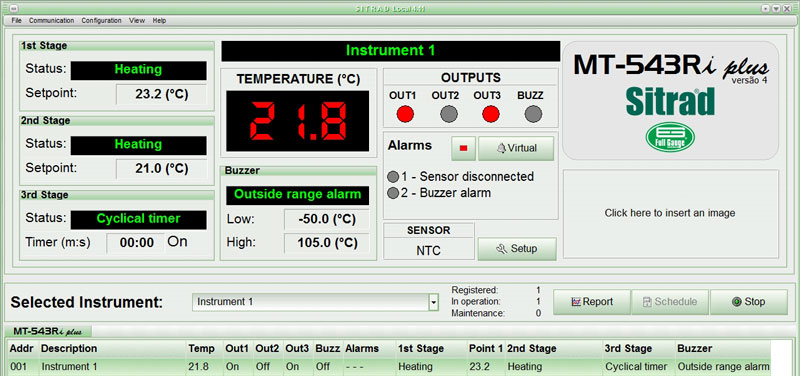 SITRAD Local 4.11
File Communication Configuration View Help
1st Stage
Status: Heating
Setpoint: 23.2 (°C)
2nd Stage
Status: Heating
Setpoint: 21.0 (°C)
3rd Stage
Status: Cyclical timer
Timer (m:s) 00:00 On
Instrument 1
TEMPERATURE (°C)
21.8
Buzzer
Outside range alarm
Low: -50.0 (°C)
High: 105.0 (°C)
OUTPUTS
OUT1 OUT2 OUT3 BUZZ
Alarms Virtual
1 - Sensor disconnected
2 - Buzzer alarm
SENSOR
NTC
Setup
MT-543Ri plus
versão 4
Sitrad®
Full Gauge
Click here to insert an image
Selected Instrument: Instrument 1
Registered: 1
In operation: 1
Maintenance: 0
Report Schedule Stop
MT-543Ri plus
Addr Description Temp Out1 Out2 Out3 Buzz Alarms 1st Stage Point 1 2nd Stage 3rd Stage Buzzer
001 Instrument 1 21.8 On Off On Off - - - Heating 23.2 Heating Cyclical timer Outside range alarm